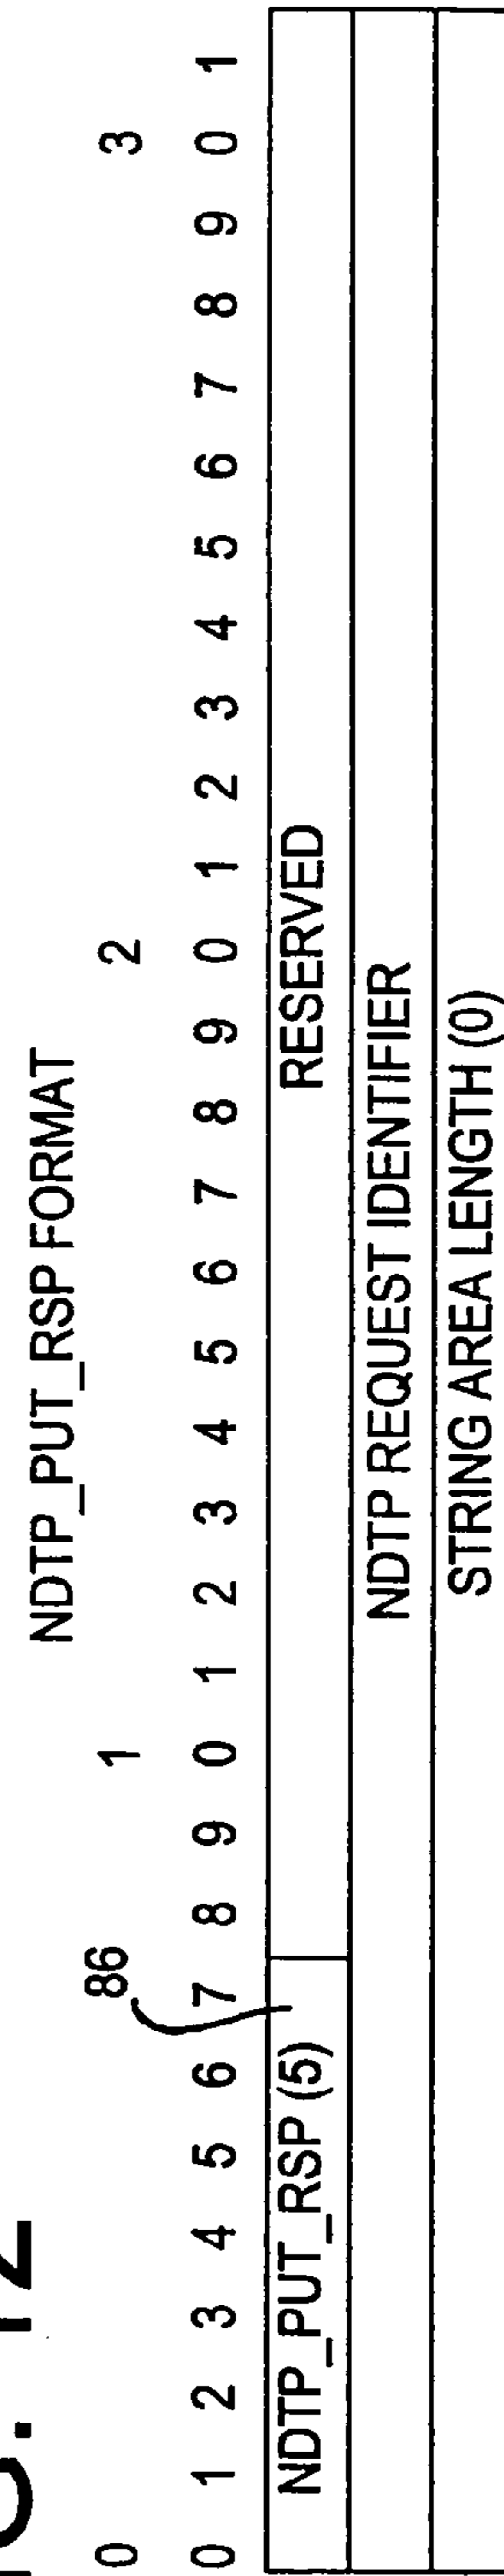 FIG. 12
NDTP_PUT_RSP FORMAT
0 1 2 3
0 1 2 3 4 5 6 7 8 9 0 1 2 3 4 5 6 7 8 9 0 1 2 3 4 5 6 7 8 9 0 1
86
NDTP_PUT_RSP (5) RESERVED
NDTP REQUEST IDENTIFIER
STRING AREA LENGTH (0)